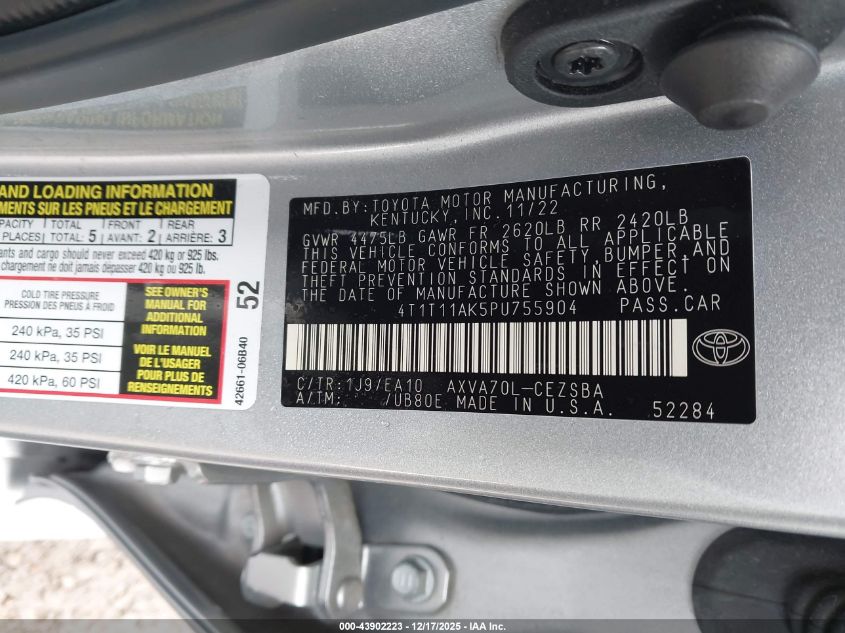 AND LOADING INFORMATION
MENTS SUR LES PNEUS ET LE CHARGEMENT
PACITY TOTAL FRONT REAR
PLACES TOTAL: 5 AVANT: 2 ARRIÈRE: 3
ants and cargo should never exceed 420 kg or 925 lbs.
chargement ne doit jamais dépasser 420 kg ou 925 lb.
COLD TIRE PRESSURE
PRESSION DES PNEUS À FROID
240 kPa, 35 PSI
240 kPa, 35 PSI
420 kPa, 60 PSI
SEE OWNER'S
MANUAL FOR
ADDITIONAL
INFORMATION
VOIR LE MANUEL
DE L'USAGER
POUR PLUS DE
RENSEIGNEMENTS
52
42661-06B40
MFD.BY:TOYOTA MOTOR MANUFACTURING,
KENTUCKY, INC. 11/22
GVWR 4475LB GAWR FR 2620LB RR 2420LB
THIS VEHICLE CONFORMS TO ALL APPLICABLE
FEDERAL MOTOR VEHICLE SAFETY, BUMPER, AND
THEFT PREVENTION STANDARDS IN EFFECT ON
THE DATE OF MANUFACTURE SHOWN ABOVE.
4T1T11AK5PU755904 PASS.CAR
C/TR:1J9/EA10 AXVA70L-CEZSBA
A/TM: /UB80E MADE IN U.S.A.
52284
000-43902223 - 12/17/2025 - IAA Inc.